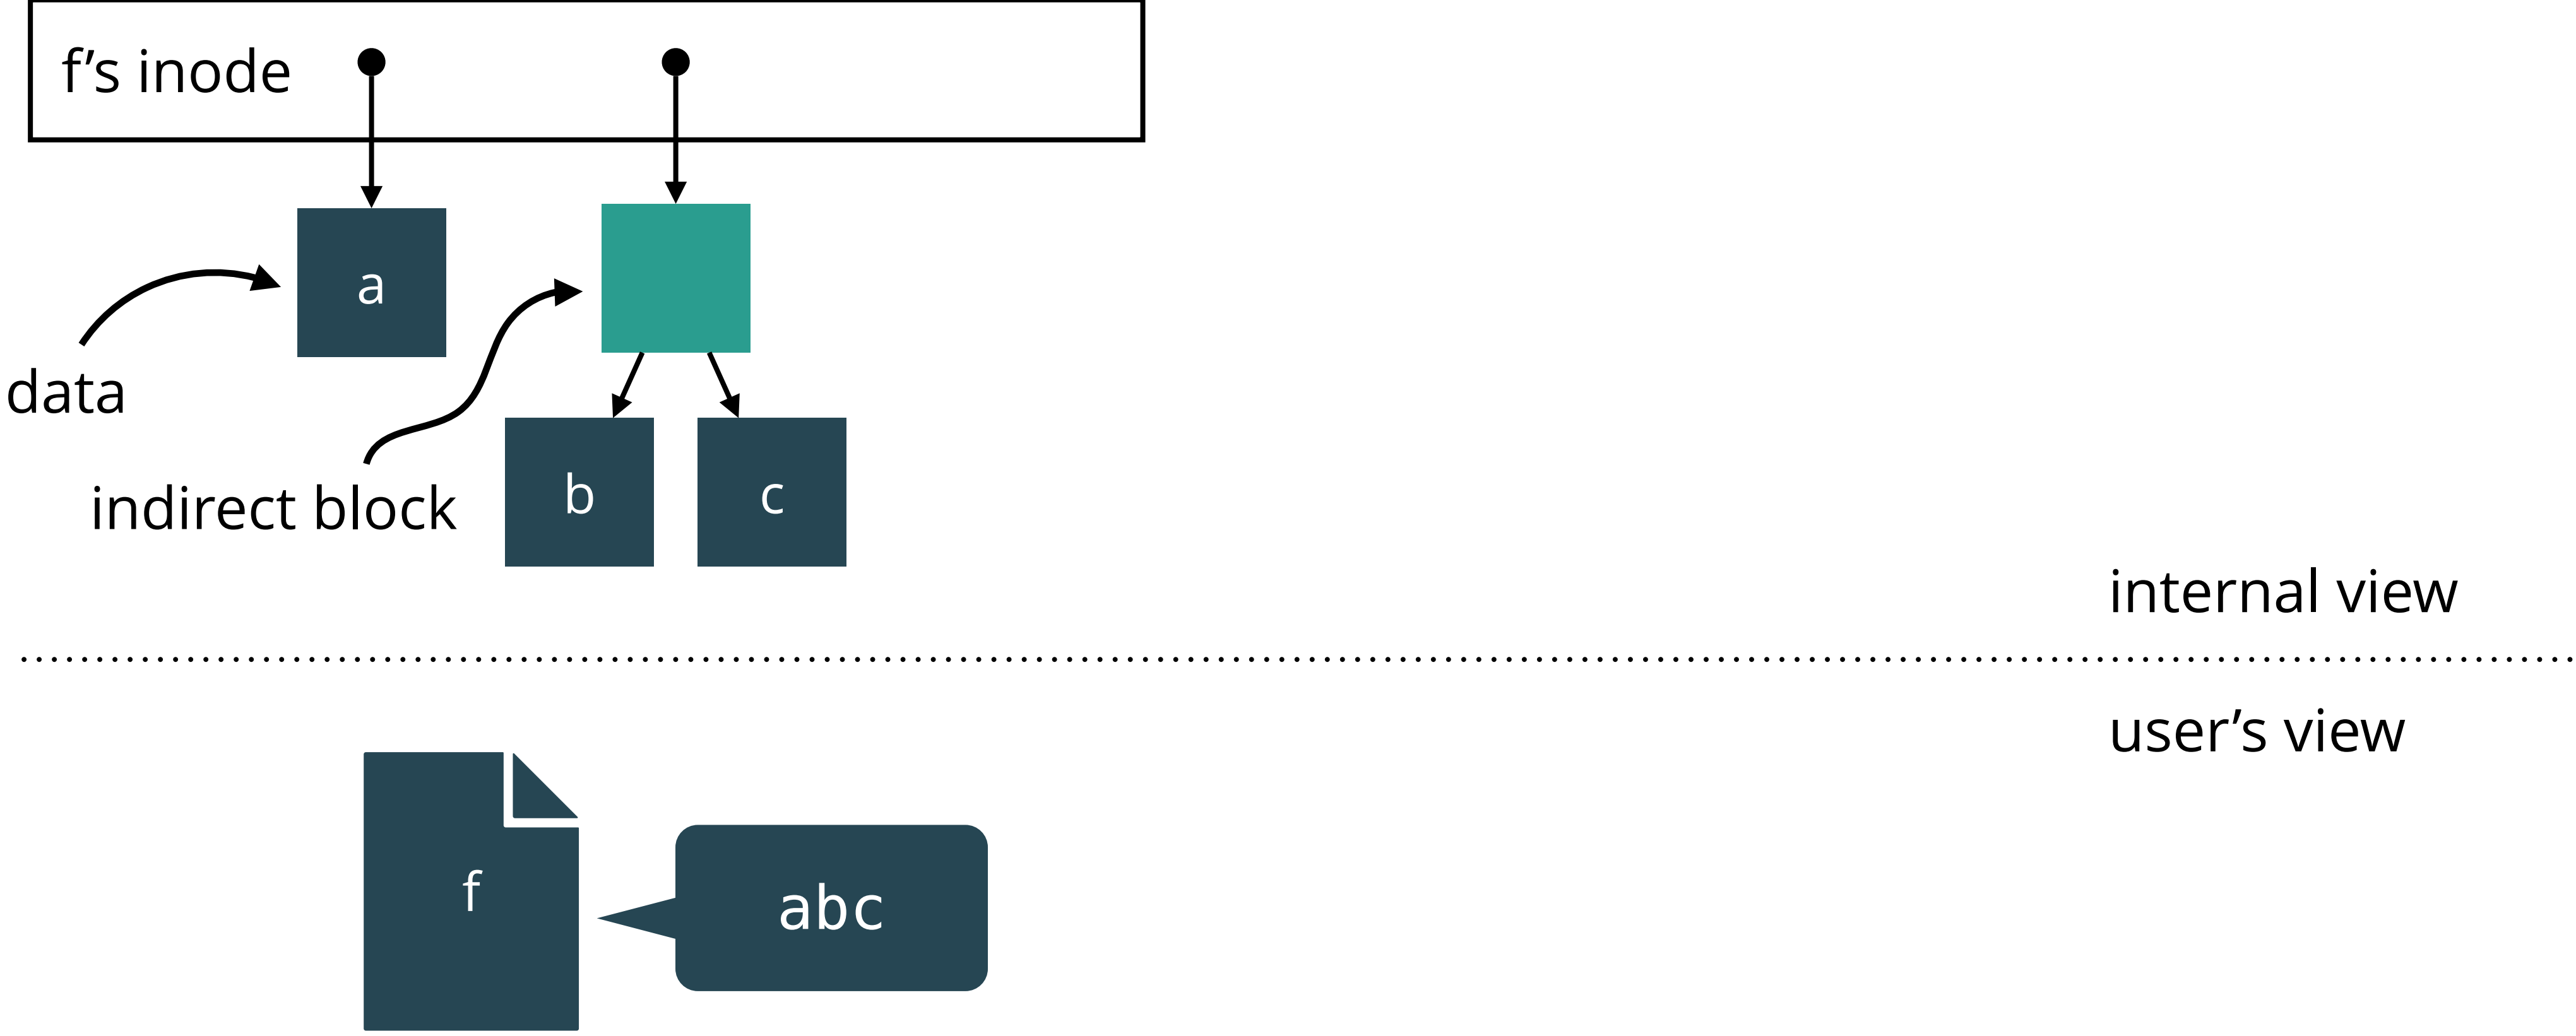 f’s inode
a
data
indirect block
b
c
internal view
user’s view
f
abc